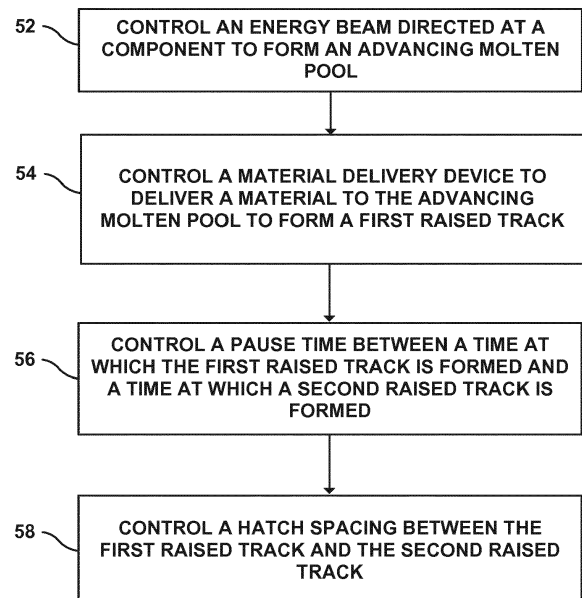 52
CONTROL AN ENERGY BEAM DIRECTED AT A
COMPONENT TO FORM AN ADVANCING MOLTEN
POOL
54
CONTROL A MATERIAL DELIVERY DEVICE TO
DELIVER A MATERIAL TO THE ADVANCING
MOLTEN POOL TO FORM A FIRST RAISED TRACK
56
CONTROL A PAUSE TIME BETWEEN A TIME AT
WHICH THE FIRST RAISED TRACK IS FORMED AND
A TIME AT WHICH A SECOND RAISED TRACK IS
FORMED
58
CONTROL A HATCH SPACING BETWEEN THE
FIRST RAISED TRACK AND THE SECOND RAISED
TRACK